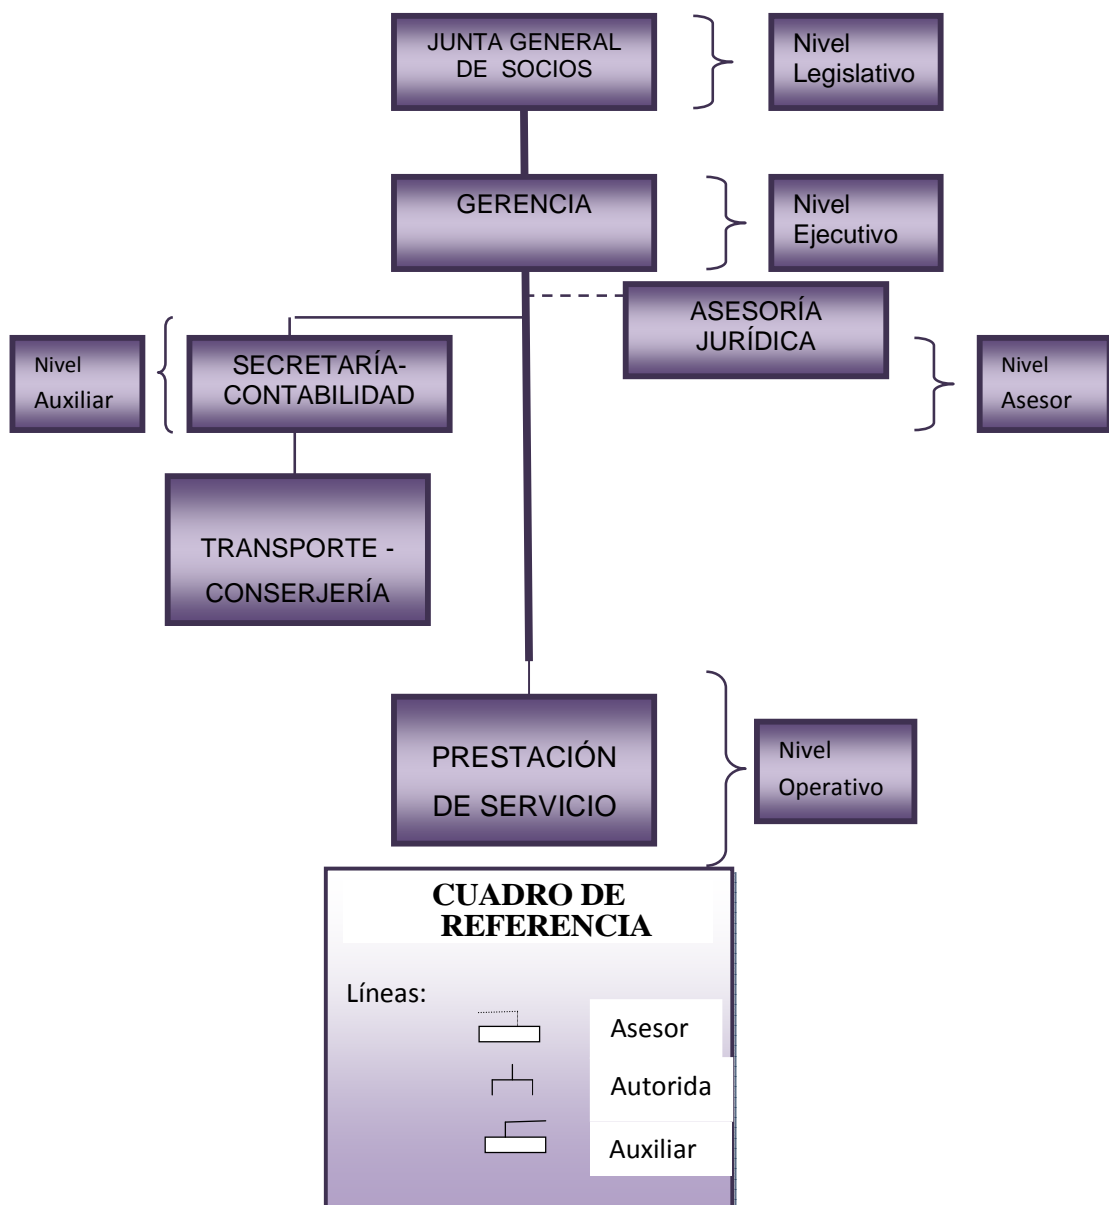 JUNTA GENERAL
DE SOCIOS
Nivel
Legislativo
GERENCIA
Nivel
Ejecutivo
ASESORÍA
JURÍDICA
Nivel
Auxiliar
SECRETARÍA-
CONTABILIDAD
Nivel
Asesor
TRANSPORTE -
CONSERJERÍA
PRESTACIÓN
DE SERVICIO
Nivel
Operativo
CUADRO DE
REFERENCIA
Líneas:
Asesor
Autorida
Auxiliar